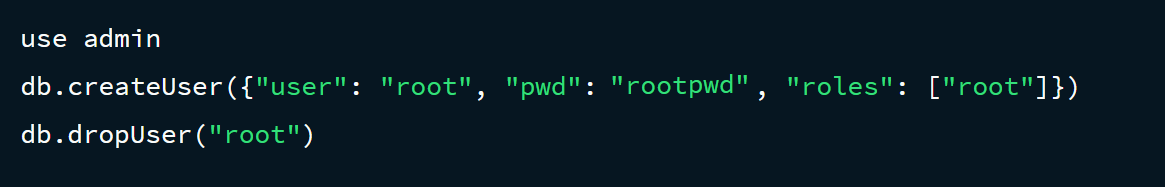 use admin
db.createUser({"user": "root", "pwd": "rootpwd", "roles": ["root"]})
db.dropUser("root")